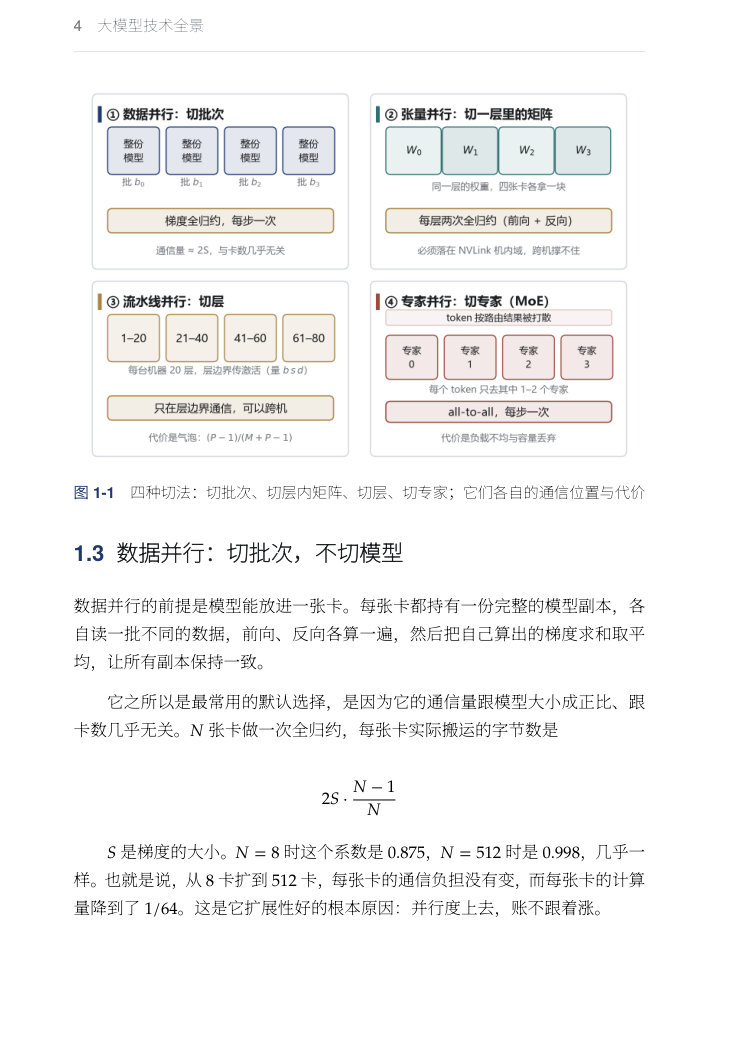 4 大模型技术全景
① 数据并行：切批次
整份 整份 整份 整份
模型 模型 模型 模型
批 b₀ 批 b₁ 批 b₂ 批 b₃
梯度全归约，每步一次
通信量 ≈ 2S，与卡数几乎无关
② 张量并行：切一层里的矩阵
W₀ W₁ W₂ W₃
同一层的权重，四张卡各拿一块
每层两次全归约（前向 + 反向）
必须落在 NVLink 机内域，跨机撑不住
③ 流水线并行：切层
1–20 21–40 41–60 61–80
每台机器 20 层，层边界传激活（量 b s d）
只在层边界通信，可以跨机
代价是气泡：(P − 1)/(M + P − 1)
④ 专家并行：切专家（MoE）
token 按路由结果被打散
专家 专家 专家 专家
0 1 2 3
每个 token 只去其中 1–2 个专家
all-to-all，每步一次
代价是负载不均与容量丢弃
图 1-1 四种切法：切批次、切层内矩阵、切层、切专家；它们各自的通信位置与代价
1.3 数据并行：切批次，不切模型
数据并行的前提是模型能放进一张卡。每张卡都持有一份完整的模型副本，各
自读一批不同的数据，前向、反向各算一遍，然后把自己算出的梯度求和取平
均，让所有副本保持一致。
它之所以是最常用的默认选择，是因为它的通信量跟模型大小成正比、跟
卡数几乎无关。N 张卡做一次全归约，每张卡实际搬运的字节数是
2S · (N − 1)/N
S 是梯度的大小。N = 8 时这个系数是 0.875，N = 512 时是 0.998，几乎一
样。也就是说，从 8 卡扩到 512 卡，每张卡的通信负担没有变，而每张卡的计算
量降到了 1/64。这是它扩展性好的根本原因：并行度上去，账不跟着涨。